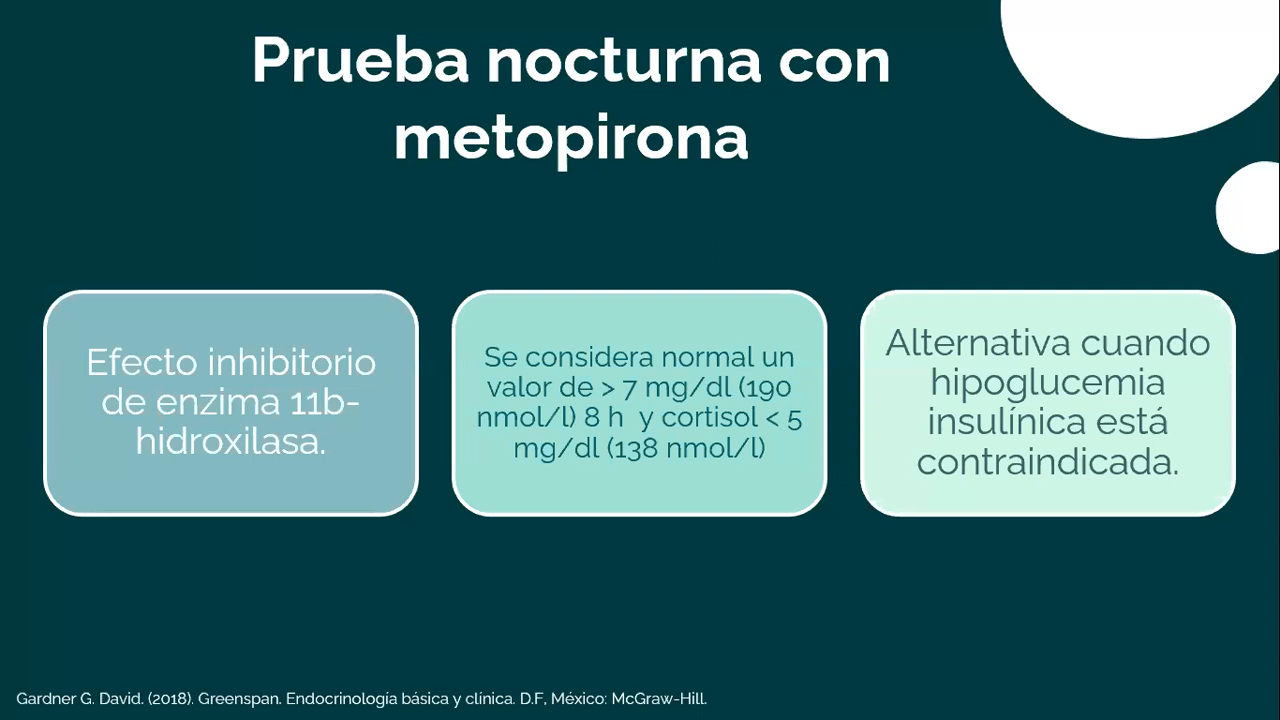 Prueba nocturna con
metopirona
Efecto inhibitorio
de enzima 11b-
hidroxilasa.
Se considera normal un
valor de > 7 mg/dl (190
nmol/l) 8 h  y cortisol < 5
mg/dl (138 nmol/l)
Alternativa cuando
hipoglucemia
insulínica está
contraindicada.
Gardner G. David. (2018). Greenspan. Endocrinología básica y clínica. D.F, México: McGraw-Hill.